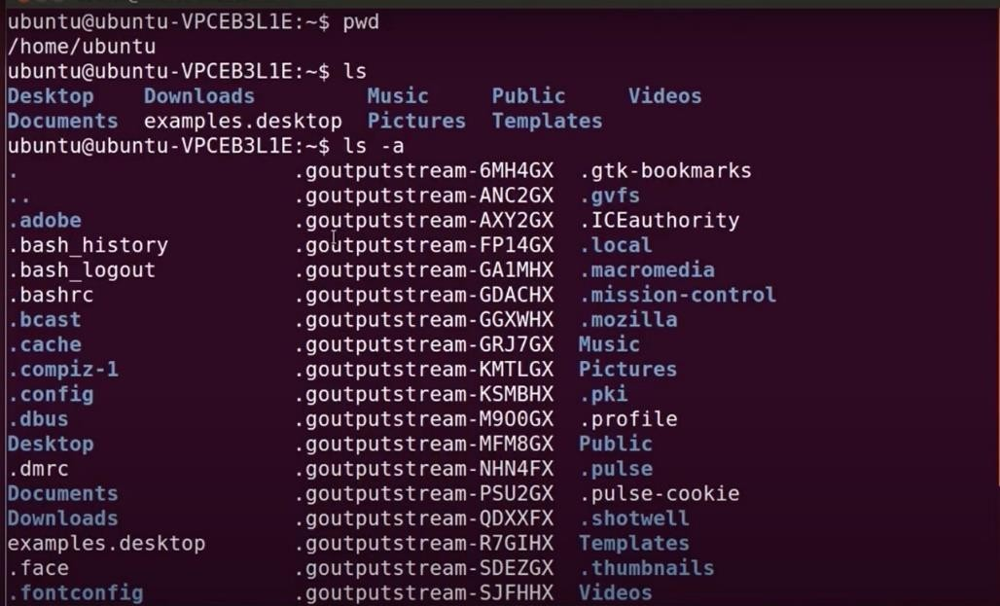 ubuntu@ubuntu-VPCEB3L1E:~$ pwd
/home/ubuntu
ubuntu@ubuntu-VPCEB3L1E:~$ ls
Desktop Downloads Music Public Videos
Documents examples.desktop Pictures Templates
ubuntu@ubuntu-VPCEB3L1E:~$ ls -a
. .goutputstream-6MH4GX .gtk-bookmarks
.. .goutputstream-ANC2GX .gvfs
.adobe .goutputstream-AXY2GX .ICEauthority
.bash_history .goutputstream-FP14GX .local
.bash_logout .goutputstream-GA1MHX .macromedia
.bashrc .goutputstream-GDACHX .mission-control
.bcast .goutputstream-GGXWHX .mozilla
.cache .goutputstream-GRJ7GX Music
.compiz-1 .goutputstream-KMTLGX Pictures
.config .goutputstream-KSMBHX .pki
.dbus .goutputstream-M9O0GX .profile
Desktop .goutputstream-MFM8GX Public
.dmrc .goutputstream-NHN4FX .pulse
Documents .goutputstream-PSU2GX .pulse-cookie
Downloads .goutputstream-QDXXFX .shotwell
examples.desktop .goutputstream-R7GIHX Templates
.face .goutputstream-SDEZGX .thumbnails
.fontconfig .goutputstream-SJFHHX Videos